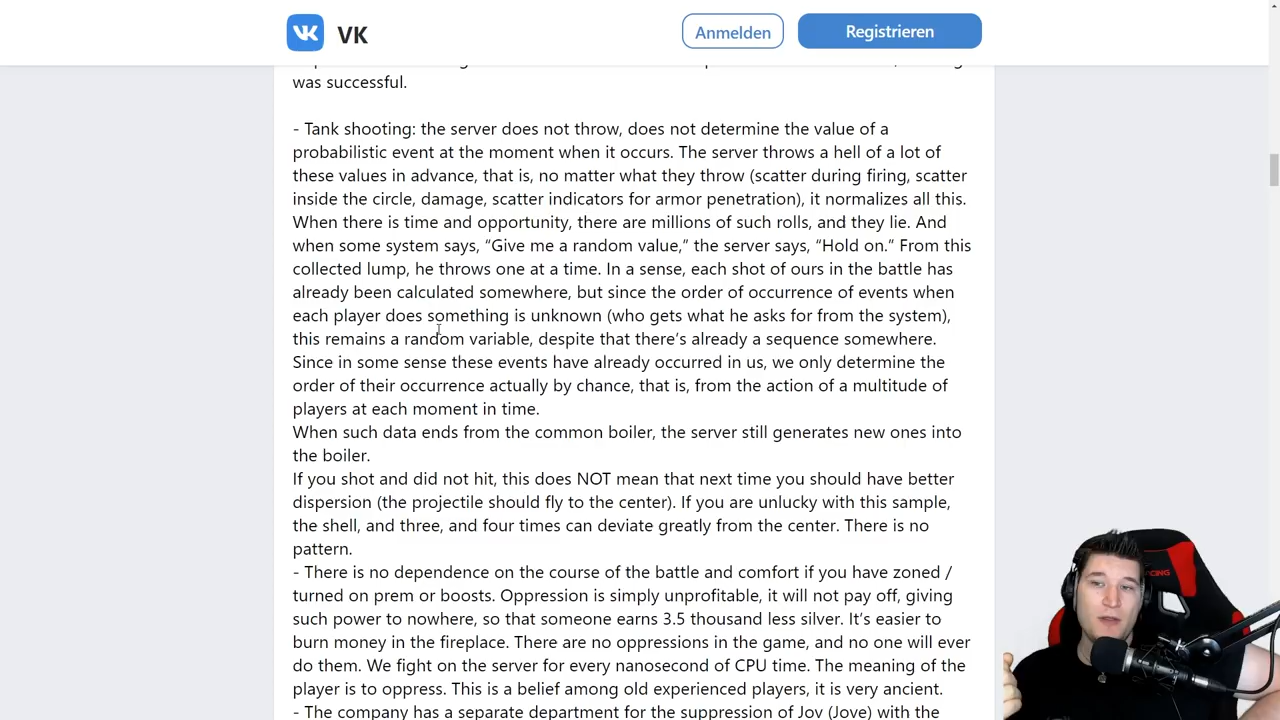 VK
Anmelden
Registrieren
was successful.
- Tank shooting: the server does not throw, does not determine the value of a
probabilistic event at the moment when it occurs. The server throws a hell of a lot of
these values in advance, that is, no matter what they throw (scatter during firing, scatter
inside the circle, damage, scatter indicators for armor penetration), it normalizes all this.
When there is time and opportunity, there are millions of such rolls, and they lie. And
when some system says, “Give me a random value,” the server says, “Hold on.” From this
collected lump, he throws one at a time. In a sense, each shot of ours in the battle has
already been calculated somewhere, but since the order of occurrence of events when
each player does something is unknown (who gets what he asks for from the system),
this remains a random variable, despite that there’s already a sequence somewhere.
Since in some sense these events have already occurred in us, we only determine the
order of their occurrence actually by chance, that is, from the action of a multitude of
players at each moment in time.
When such data ends from the common boiler, the server still generates new ones into
the boiler.
If you shot and did not hit, this does NOT mean that next time you should have better
dispersion (the projectile should fly to the center). If you are unlucky with this sample,
the shell, and three, and four times can deviate greatly from the center. There is no
pattern.
- There is no dependence on the course of the battle and comfort if you have zoned /
turned on prem or boosts. Oppression is simply unprofitable, it will not pay off, giving
such power to nowhere, so that someone earns 3.5 thousand less silver. It’s easier to
burn money in the fireplace. There are no oppressions in the game, and no one will ever
do them. We fight on the server for every nanosecond of CPU time. The meaning of the
player is to oppress. This is a belief among old experienced players, it is very ancient.
- The company has a separate department for the suppression of Jov (Jove) with the